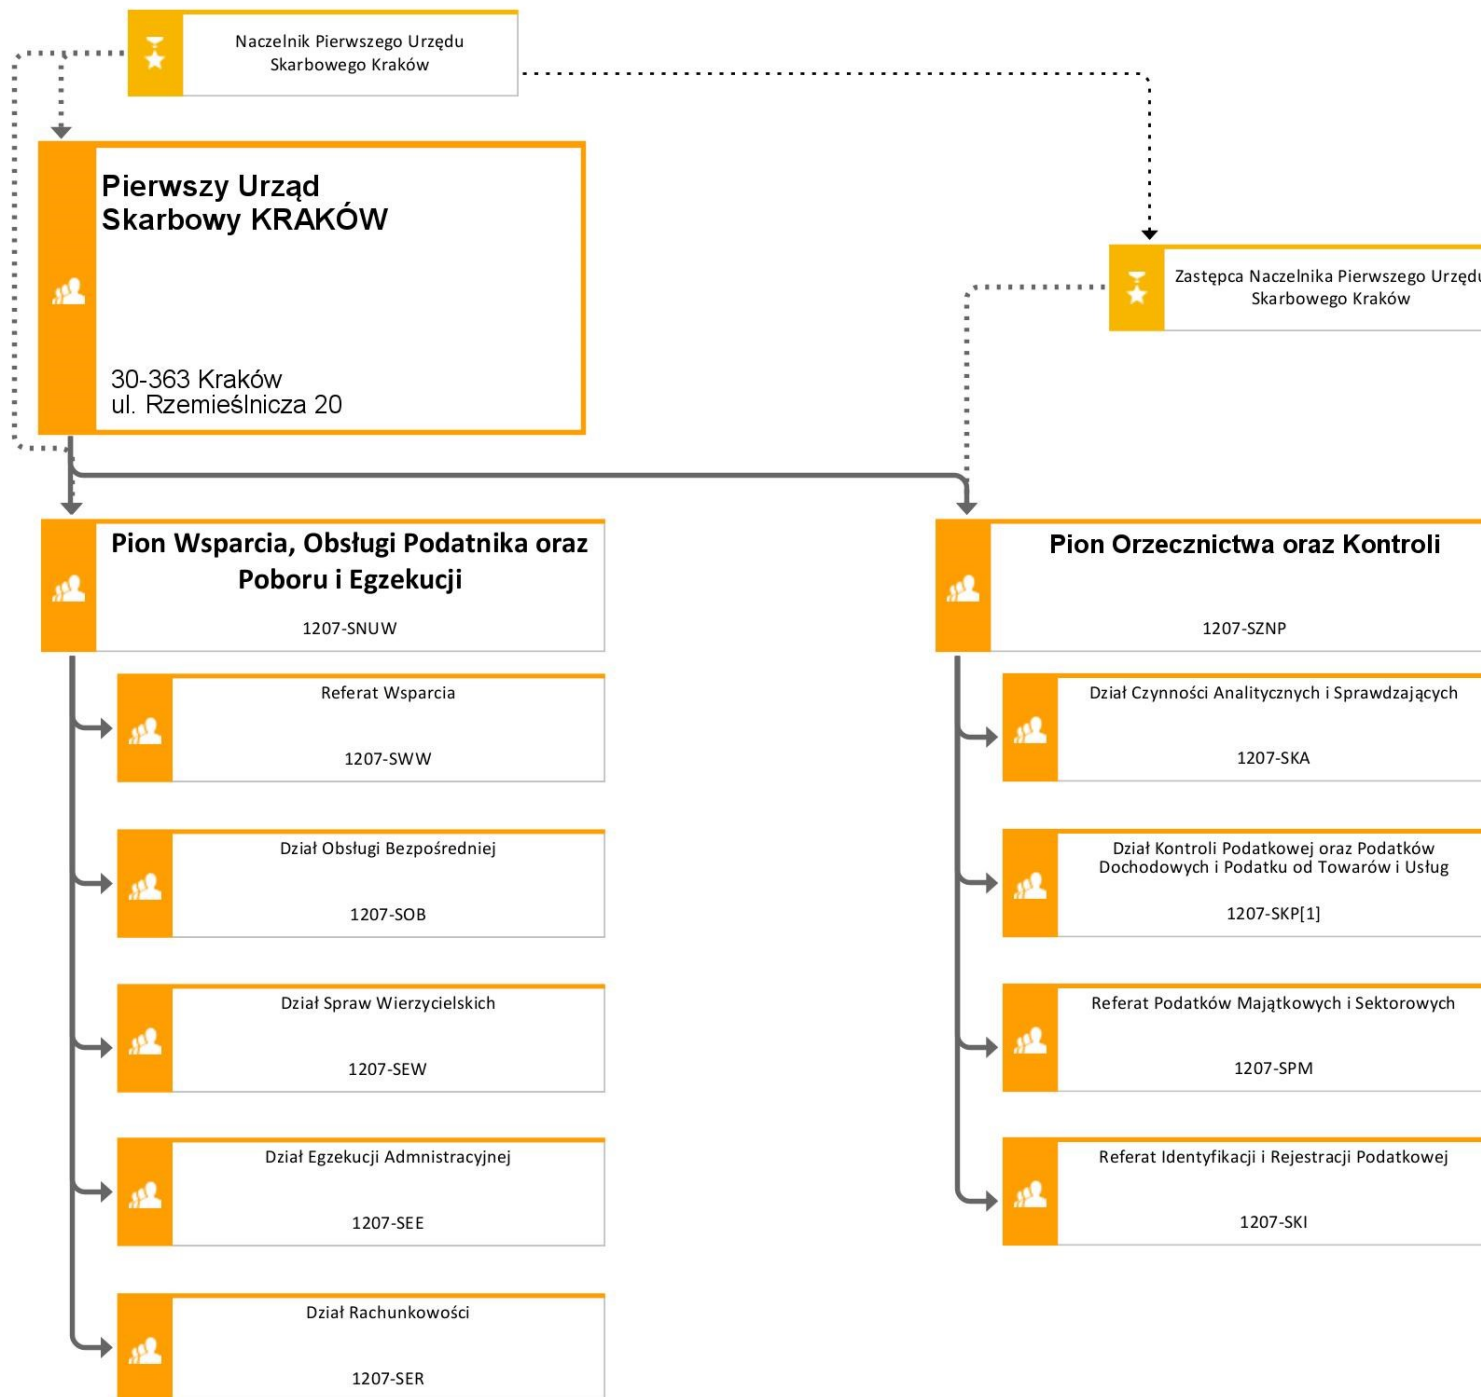 Naczelnik Pierwszego Urzędu
Skarbowego Kraków
Pierwszy Urząd
Skarbowy KRAKÓW
30-363 Kraków
ul. Rzemieślnicza 20
Zastępca Naczelnika Pierwszego Urzędu
Skarbowego Kraków
Pion Wsparcia, Obsługi Podatnika oraz
Poboru i Egzekucji
1207-SNUW
Referat Wsparcia
1207-SWW
Dział Obsługi Bezpośredniej
1207-SOB
Dział Spraw Wierzycielskich
1207-SEW
Dział Egzekucji Admnistracyjnej
1207-SEE
Dział Rachunkowości
1207-SER
Pion Orzecznictwa oraz Kontroli
1207-SZNP
Dział Czynności Analitycznych i Sprawdzających
1207-SKA
Dział Kontroli Podatkowej oraz Podatków
Dochodowych i Podatku od Towarów i Usług
1207-SKP[1]
Referat Podatków Majątkowych i Sektorowych
1207-SPM
Referat Identyfikacji i Rejestracji Podatkowej
1207-SKI